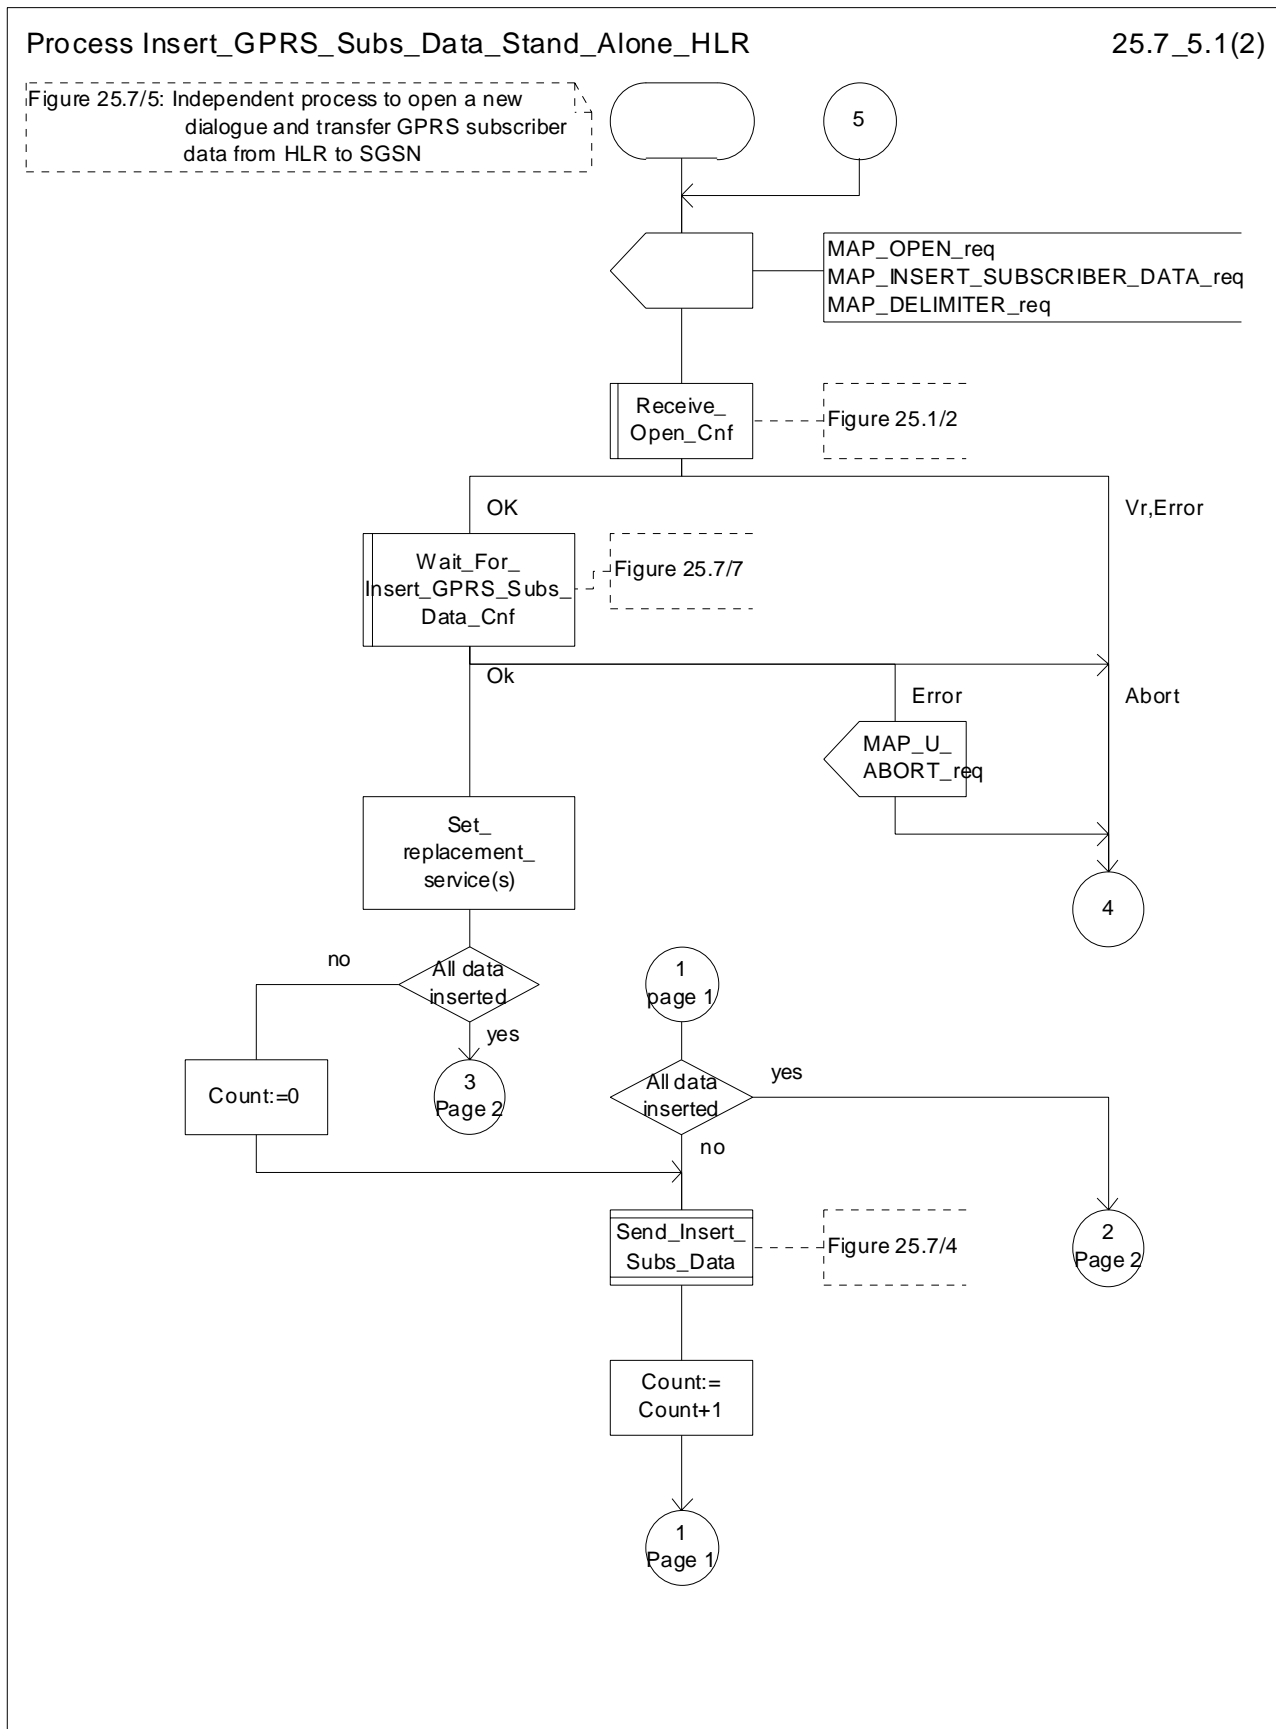 Process Insert_GPRS_Subs_Data_Stand_Alone_HLR
25.7_5.1(2)
Figure 25.7/5: Independent process to open a new
dialogue and transfer GPRS subscriber
data from HLR to SGSN
5
MAP_OPEN_req
MAP_INSERT_SUBSCRIBER_DATA_req
MAP_DELIMITER_req
Receive_
Open_Cnf
Figure 25.1/2
OK
Vr,Error
Wait_For_
Insert_GPRS_Subs_
Data_Cnf
Figure 25.7/7
Ok
Error
Abort
MAP_U_
ABORT_req
Set_
replacement_
service(s)
4
no
All data
inserted
yes
1
page 1
Count:=0
3
Page 2
All data
inserted
yes
no
Send_Insert_
Subs_Data
Figure 25.7/4
2
Page 2
Count:=
Count+1
1
Page 1